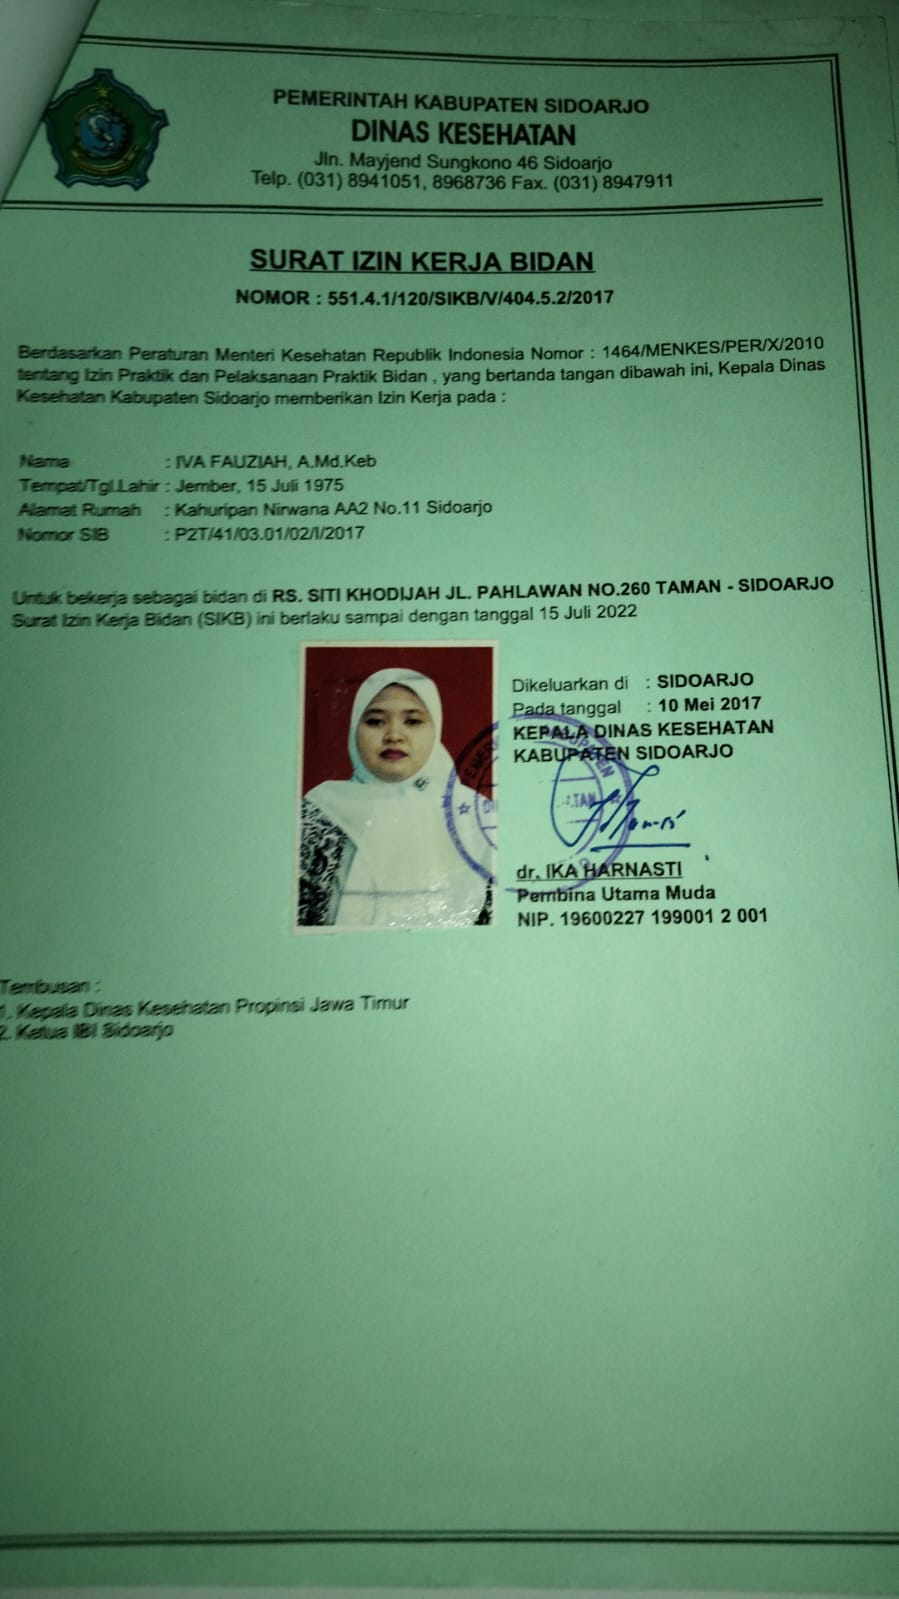 PEMERINTAH KABUPATEN SIDOARJO
DINAS KESEHATAN
Jln. Mayjend Sungkono 46 Sidoarjo
Telp. (031) 8941051, 8968736 Fax. (031) 8947911
SURAT IZIN KERJA BIDAN
NOMOR : 551.4.1/120/SIKB/V/404.5.2/2017
Berdasarkan Peraturan Menteri Kesehatan Republik Indonesia Nomor : 1464/MENKES/PER/X/2010
tentang Izin Praktik dan Pelaksanaan Praktik Bidan , yang bertanda tangan dibawah ini, Kepala Dinas
Kesehatan Kabupaten Sidoarjo memberikan Izin Kerja pada :
Nama : IVA FAUZIAH, A.Md.Keb
Tempat/Tgl.Lahir : Jember, 15 Juli 1975
Alamat Rumah : Kahuripan Nirwana AA2 No.11 Sidoarjo
Nomor SIB : P2T/41/03.01/02/I/2017
Untuk bekerja sebagai bidan di RS. SITI KHODIJAH JL. PAHLAWAN NO.260 TAMAN - SIDOARJO
Surat Izin Kerja Bidan (SIKB) ini berlaku sampai dengan tanggal 15 Juli 2022
Dikeluarkan di : SIDOARJO
Pada tanggal : 10 Mei 2017
KEPALA DINAS KESEHATAN
KABUPATEN SIDOARJO
dr. IKA HARNASTI
Pembina Utama Muda
NIP. 19600227 199001 2 001
Tembusan :
1. Kepala Dinas Kesehatan Propinsi Jawa Timur
2. Ketua IBI Sidoarjo